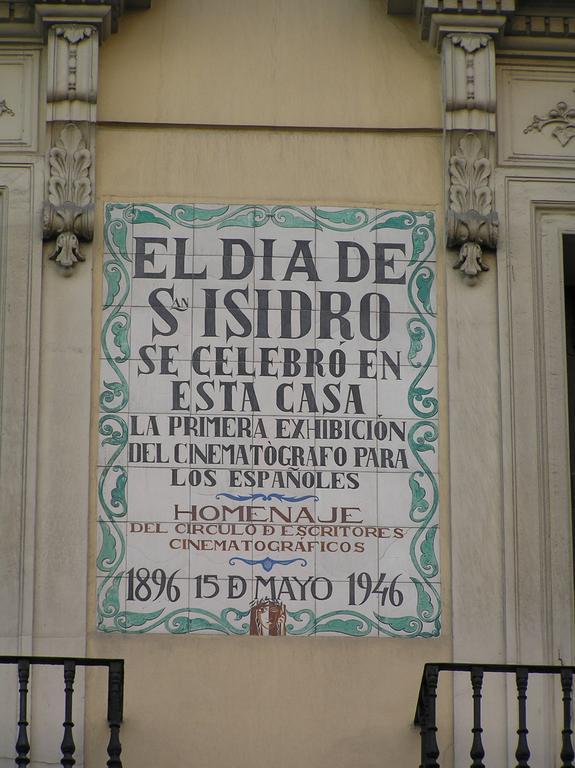 EL DIA DE
SAN ISIDRO
SE CELEBRÓ EN
ESTA CASA
LA PRIMERA EXHIBICIÓN
DEL CINEMATÒGRAFO PARA
LOS ESPAÑOLES
HOMENAJE
DEL CIRCULO D ESCRITORES
CINEMATOGRÁFICOS
1896 15 D MAYO 1946